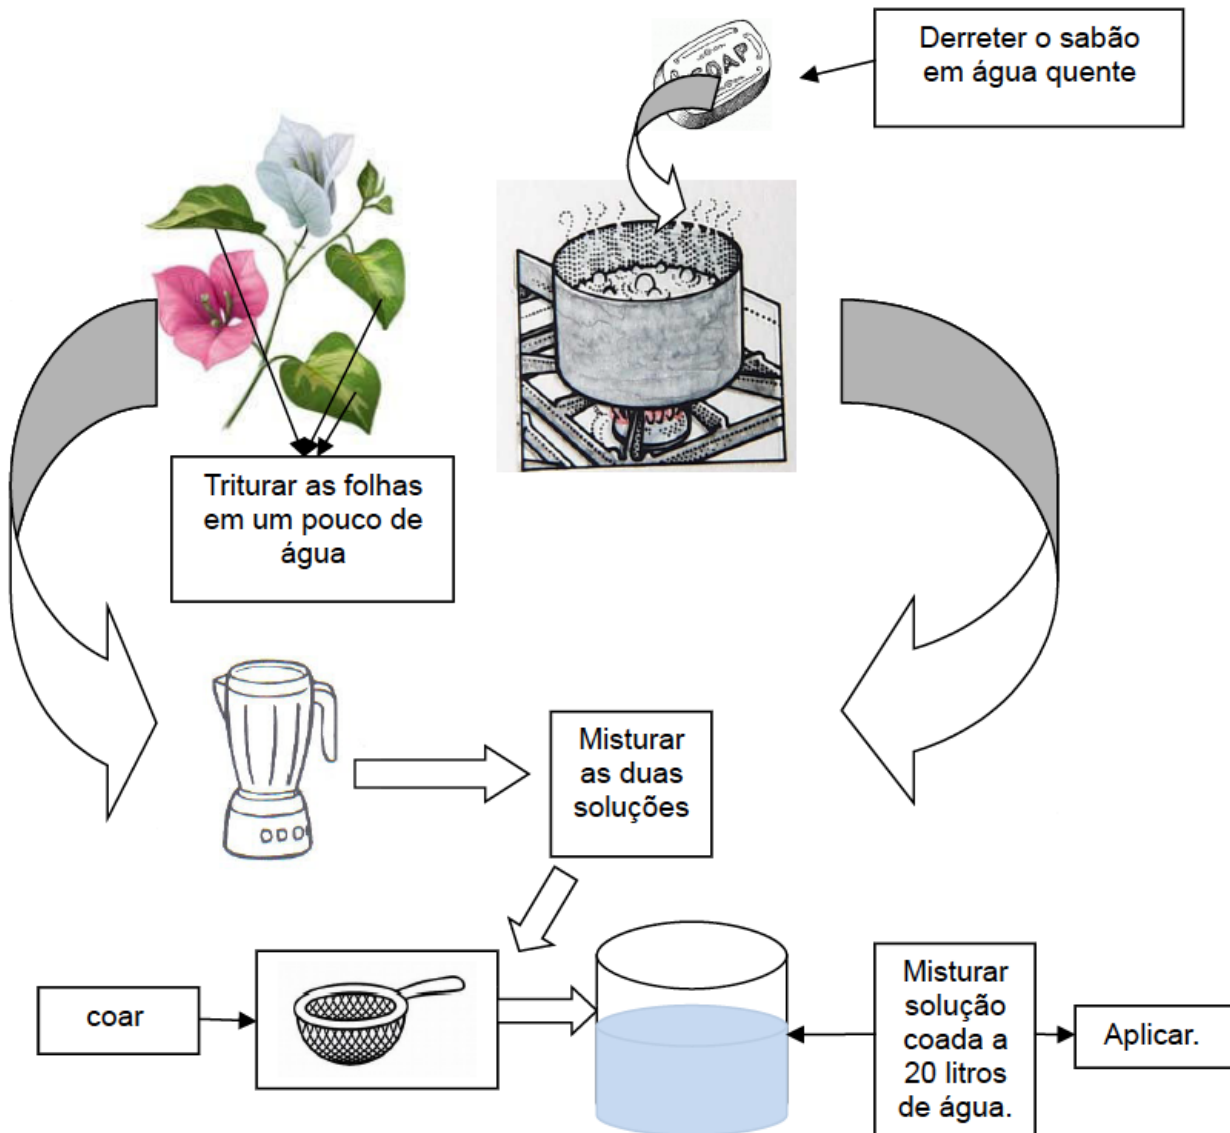 Derreter o sabão
em água quente
SOAP
Triturar as folhas
em um pouco de
água
Misturar
as duas
soluções
coar
Misturar
solução
coada a
20 litros
de água.
Aplicar.